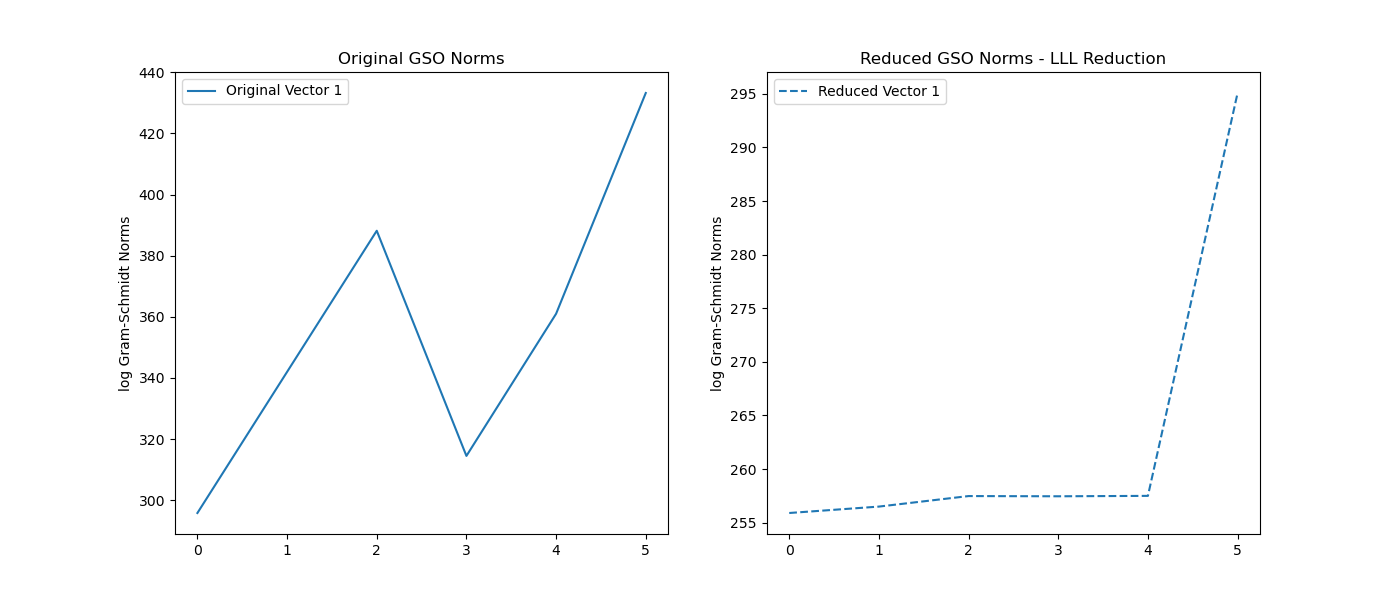 Original GSO Norms
Original Vector 1
log Gram-Schmidt Norms
440
420
400
380
360
340
320
300
0 1 2 3 4 5
Reduced GSO Norms - LLL Reduction
Reduced Vector 1
log Gram-Schmidt Norms
295
290
285
280
275
270
265
260
255
0 1 2 3 4 5